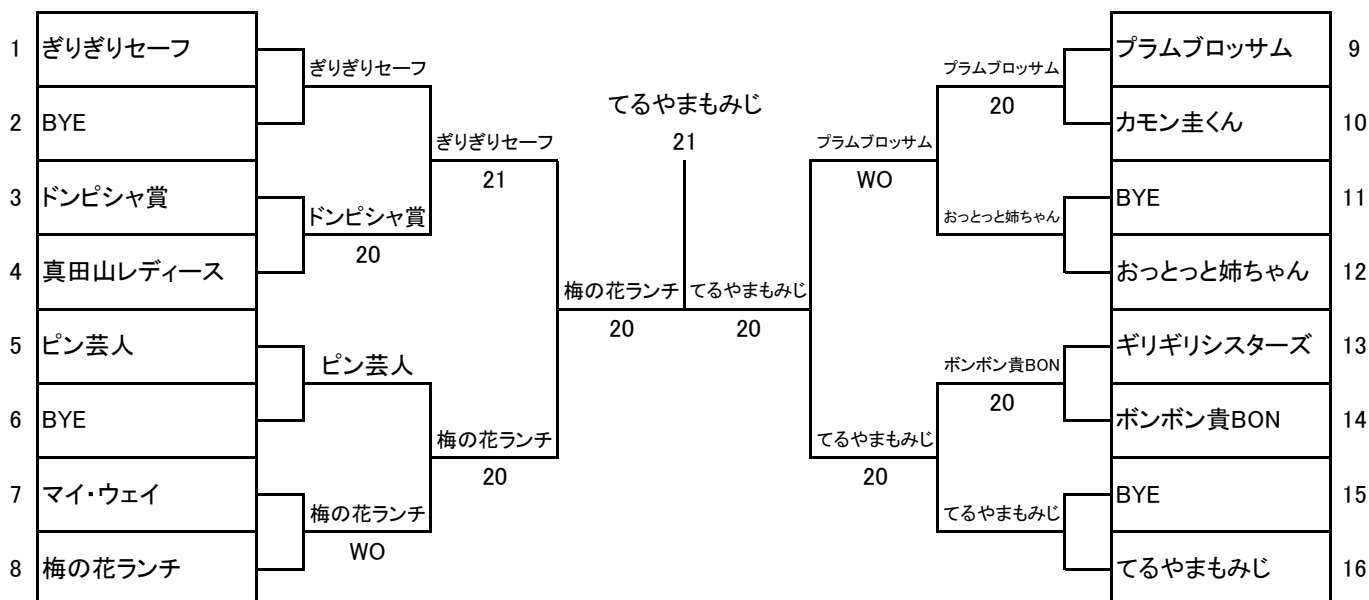 1 ぎりぎりセーフ
2 BYE
3 ドンピシャ賞
4 真田山レディース
5 ピン芸人
6 BYE
7 マイ・ウェイ
8 梅の花ランチ
ぎりぎりセーフ
ドンピシャ賞
20
ピン芸人
梅の花ランチ
WO
ぎりぎりセーフ
21
梅の花ランチ
20
梅の花ランチ
20
てるやまもみじ
21
てるやまもみじ
20
プラムブロッサム
WO
てるやまもみじ
20
プラムブロッサム
20
おっとっと姉ちゃん
ボンボン貴BON
20
てるやまもみじ
プラムブロッサム 9
カモン圭くん 10
BYE 11
おっとっと姉ちゃん 12
ギリギリシスターズ 13
ボンボン貴BON 14
BYE 15
てるやまもみじ 16